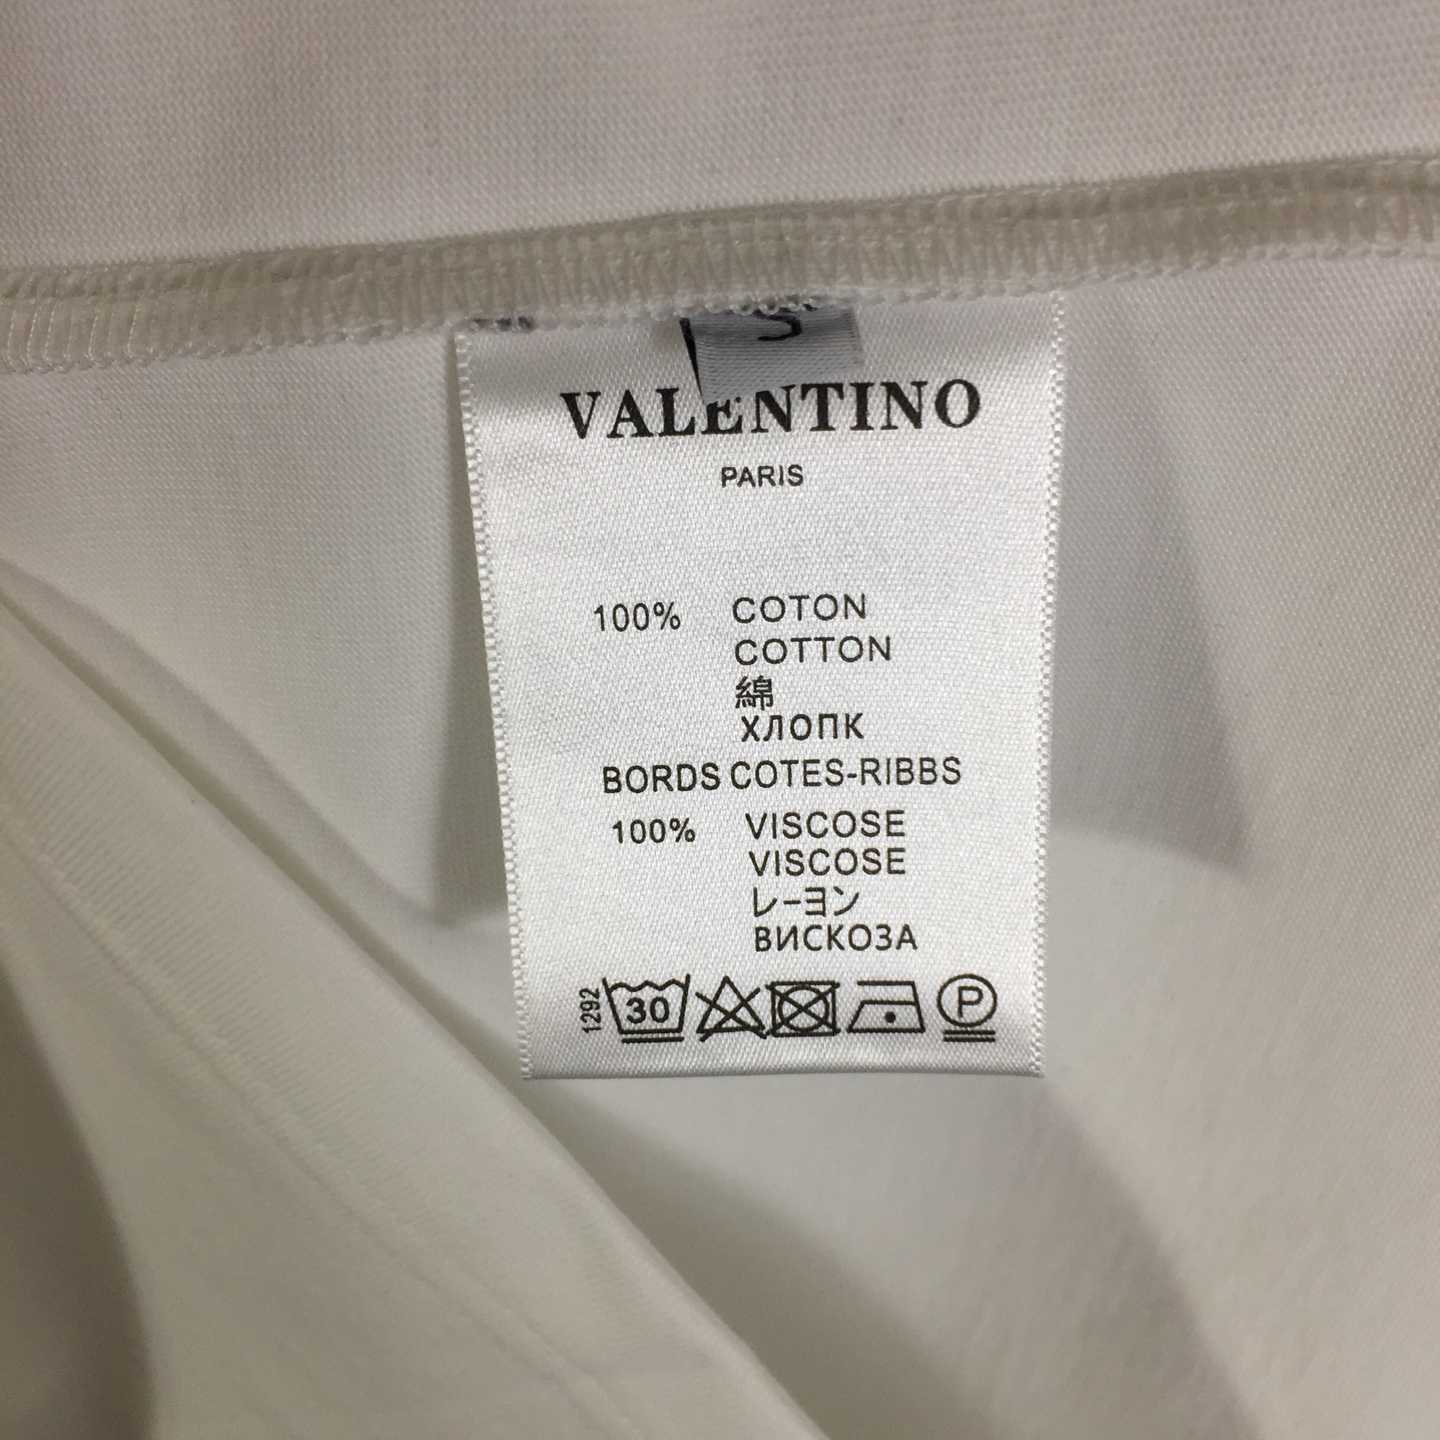 S
VALENTINO
PARIS
100% COTON
COTTON
綿
ХЛОПК
BORDS COTES-RIBBS
100% VISCOSE
VISCOSE
レーヨン
ВИСКОЗА
1292 30 P